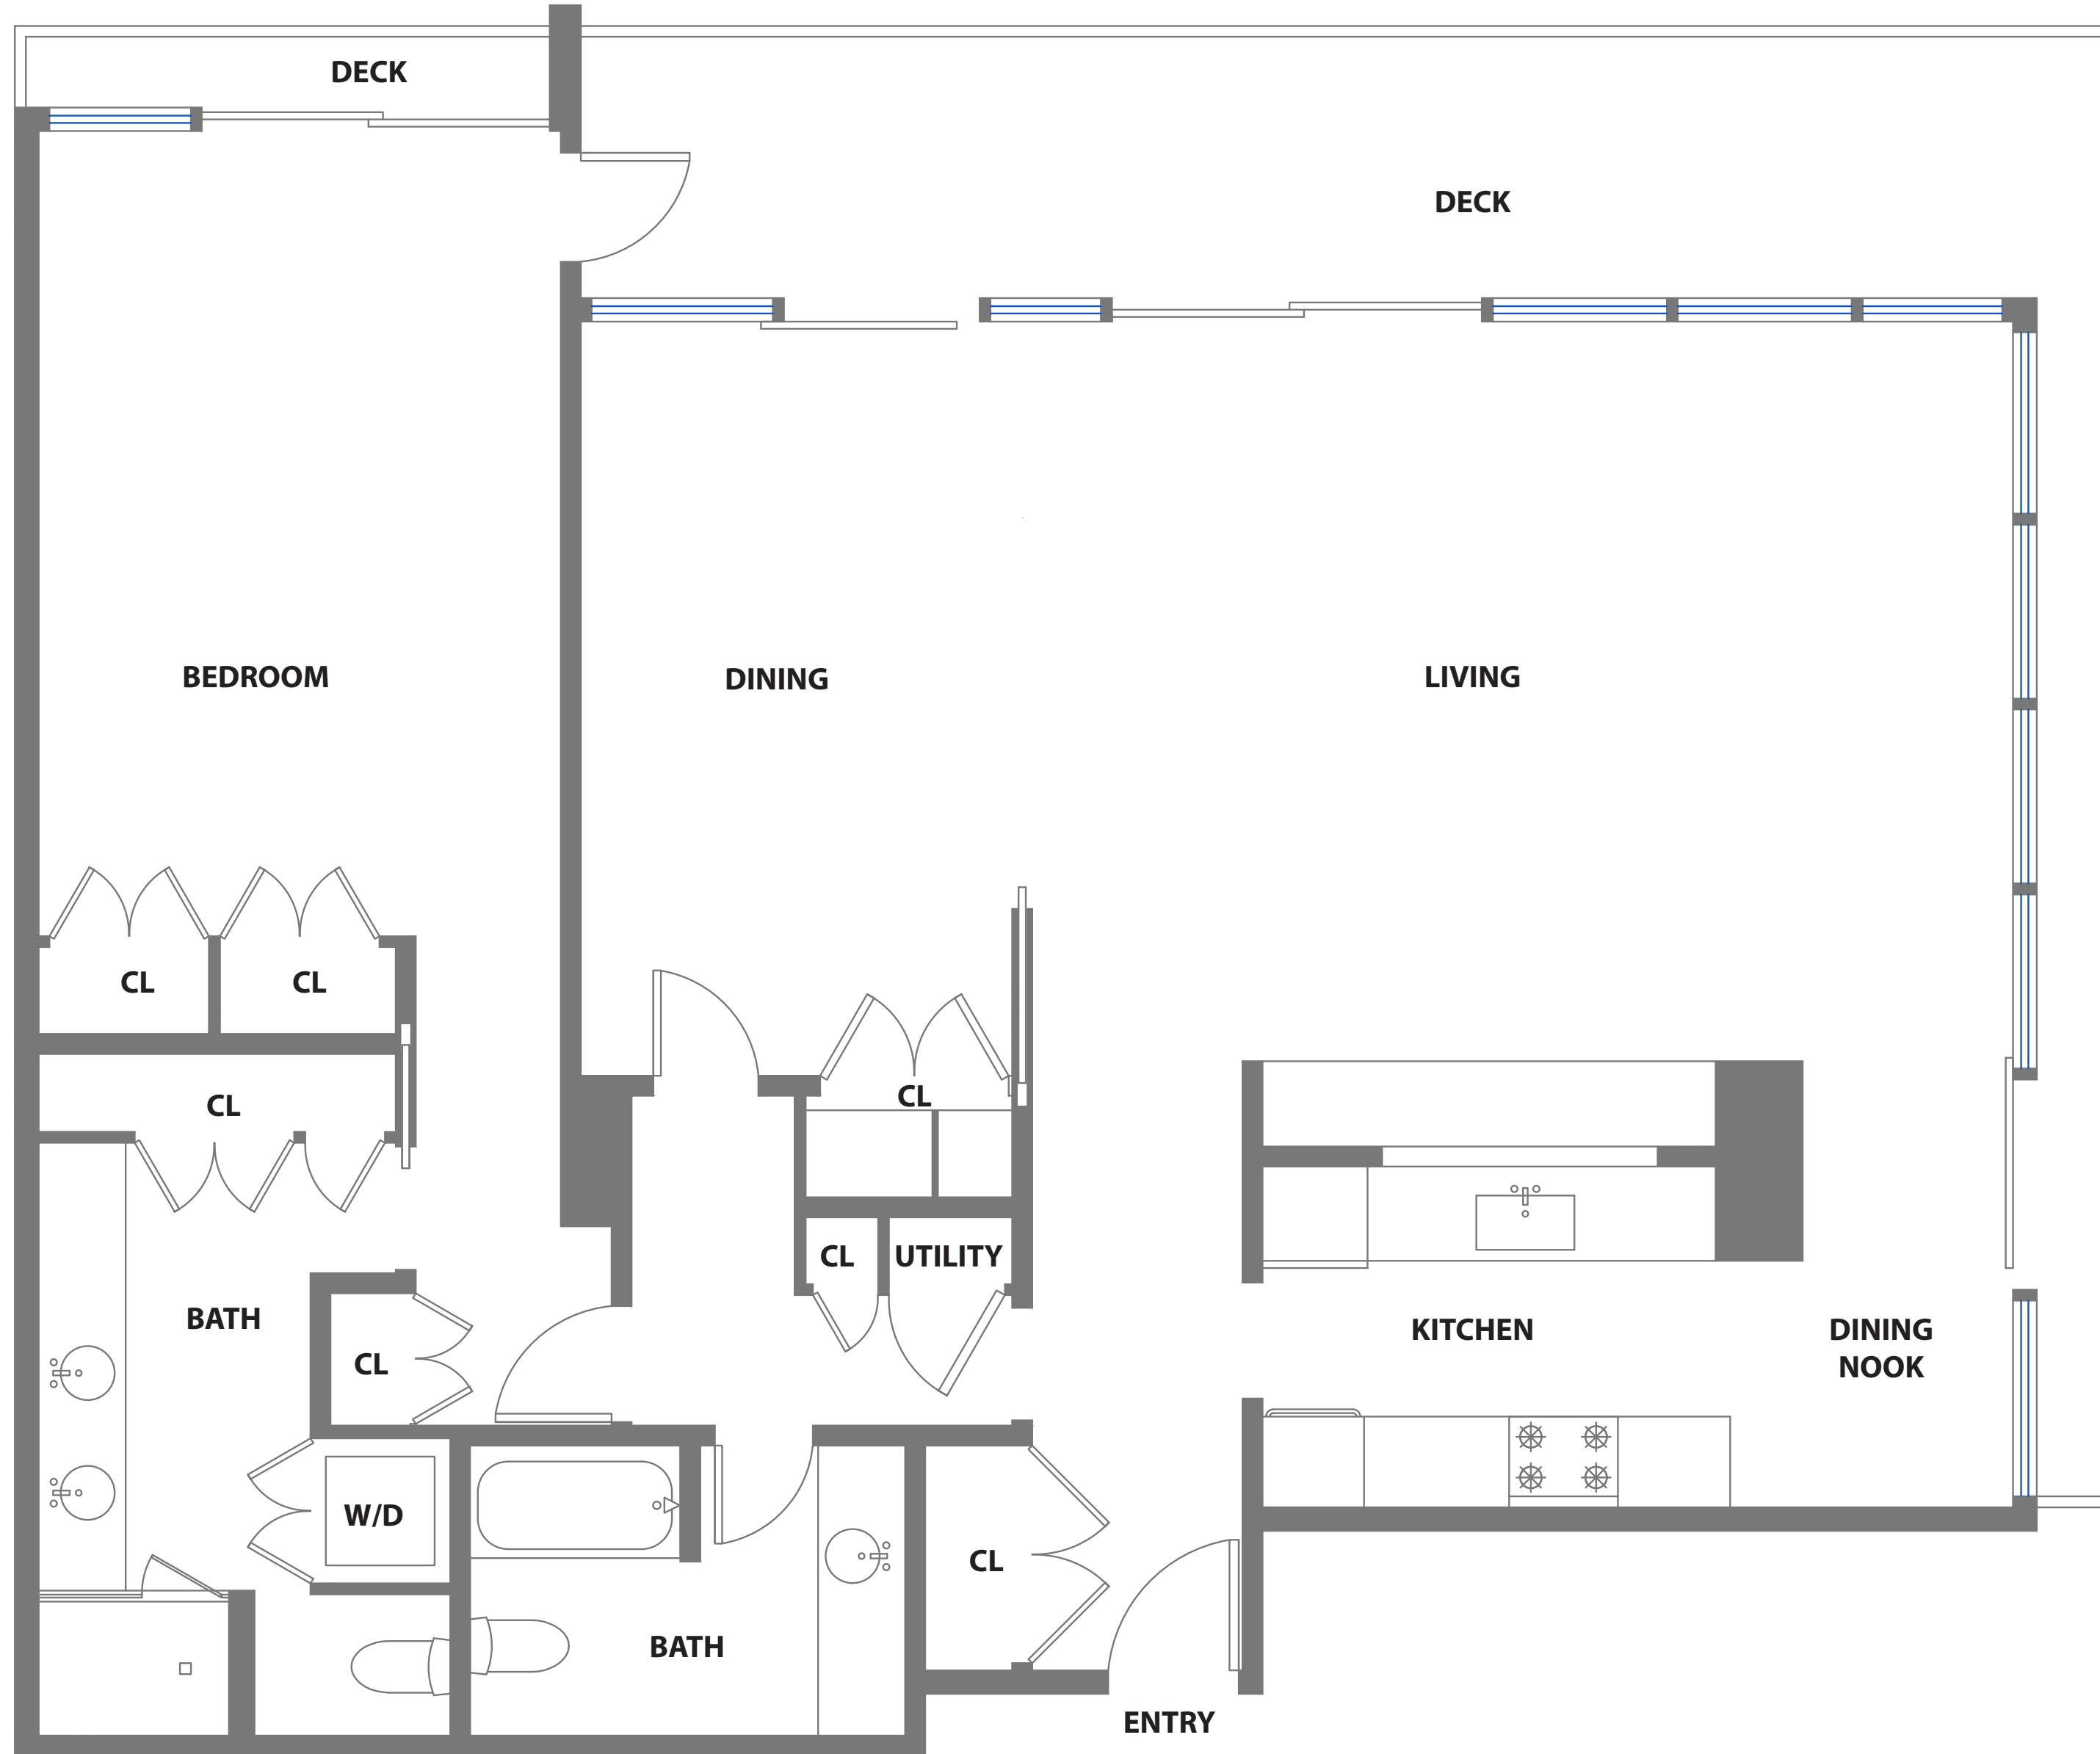 DECK
DECK
BEDROOM
DINING
LIVING
CL
CL
CL
CL
CL
UTILITY
BATH
CL
KITCHEN
DINING
NOOK
W/D
CL
BATH
ENTRY